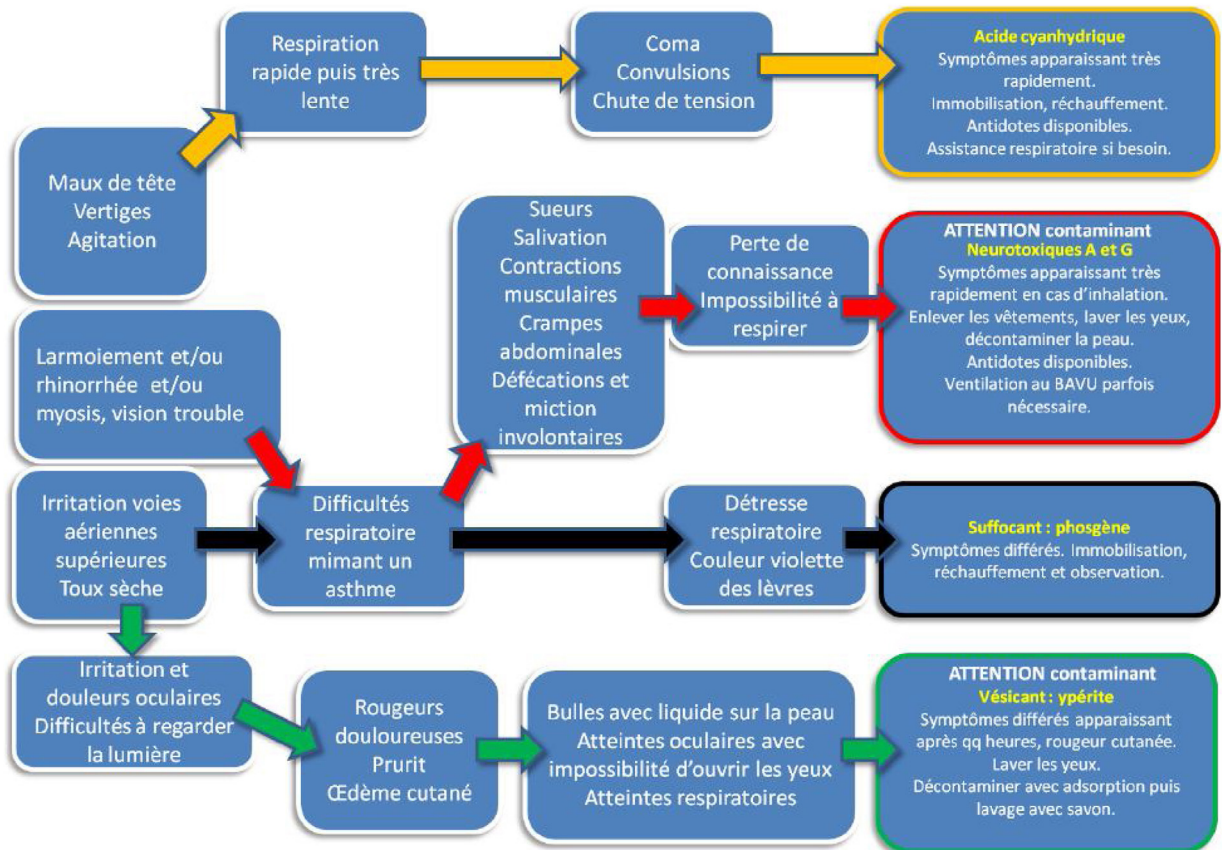 Respiration
rapide puis très
lente
Coma
Convulsions
Chute de tension
Acide cyanhydrique
Symptômes apparaissant très
rapidement.
Immobilisation, réchauffement.
Antidotes disponibles.
Assistance respiratoire si besoin.
Maux de tête
Vertiges
Agitation
Sueurs
Salivation
Contractions
musculaires
Crampes
abdominales
Défécations et
miction
involontaires
Perte de
connaissance
Impossibilité à
respirer
ATTENTION contaminant
Neurotoxiques A et G
Symptômes apparaissant très
rapidement en cas d'inhalation.
Enlever les vêtements, laver les yeux,
décontaminer la peau.
Antidotes disponibles.
Ventilation au BAVU parfois
nécessaire.
Larmoiement et/ou
rhinorrhée et/ou
myosis, vision trouble
Irritation voies
aériennes
supérieures
Toux sèche
Difficultés
respiratoire
mimant un
asthme
Détresse
respiratoire
Couleur violette
des lèvres
Suffocant : phosgène
Symptômes différés. Immobilisation,
réchauffement et observation.
Irritation et
douleurs oculaires
Difficultés à regarder
la lumière
Rougeurs
douloureuses
Prurit
Œdème cutané
Bulles avec liquide sur la peau
Atteintes oculaires avec
impossibilité d'ouvrir les yeux
Atteintes respiratoires
ATTENTION contaminant
Vésicant : ypérite
Symptômes différés apparaissant
après qq heures, rougeur cutanée.
Laver les yeux.
Décontaminer avec adsorption puis
lavage avec savon.